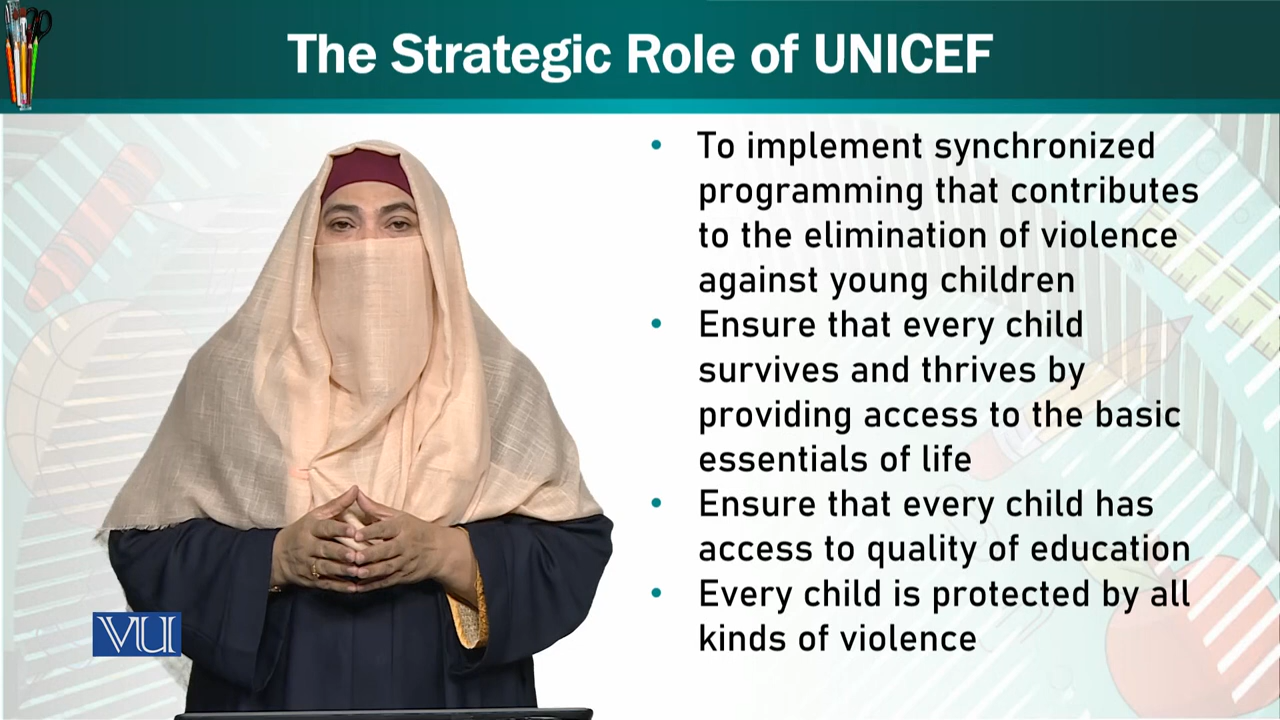 The Strategic Role of UNICEF
• To implement synchronized
programming that contributes
to the elimination of violence
against young children
• Ensure that every child
survives and thrives by
providing access to the basic
essentials of life
• Ensure that every child has
access to quality of education
• Every child is protected by all
kinds of violence
VU